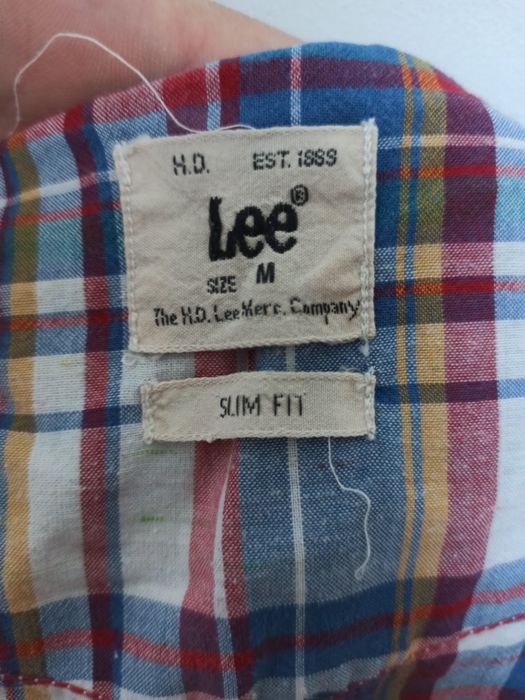 H.D. EST. 1889
Lee®
SIZE M
The H.D. Lee Merc. Company
SLIM FIT